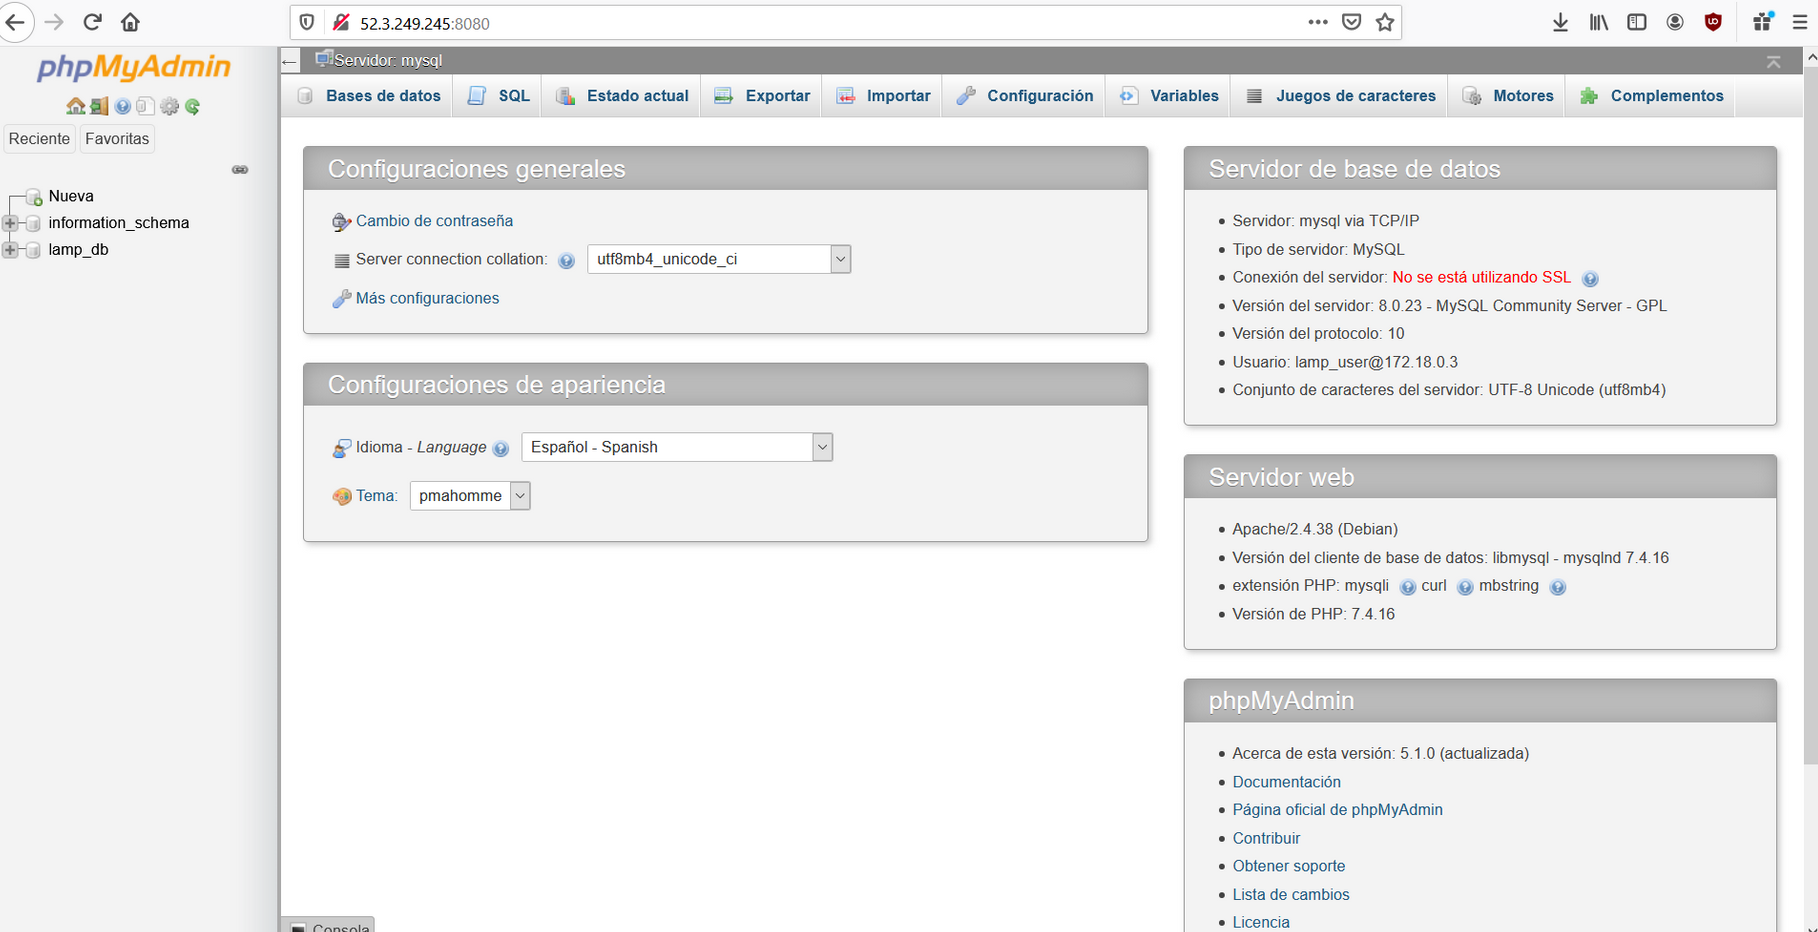 52.3.249.245:8080
phpMyAdmin
Reciente Favoritas
Nueva
information_schema
lamp_db
Servidor: mysql
Bases de datos SQL Estado actual Exportar Importar Configuración Variables Juegos de caracteres Motores Complementos
Configuraciones generales
Cambio de contraseña
Server connection collation: utf8mb4_unicode_ci
Más configuraciones
Configuraciones de apariencia
Idioma - Language Español - Spanish
Tema: pmahomme
Servidor de base de datos
Servidor: mysql via TCP/IP
Tipo de servidor: MySQL
Conexión del servidor: No se está utilizando SSL
Versión del servidor: 8.0.23 - MySQL Community Server - GPL
Versión del protocolo: 10
Usuario: lamp_user@172.18.0.3
Conjunto de caracteres del servidor: UTF-8 Unicode (utf8mb4)
Servidor web
Apache/2.4.38 (Debian)
Versión del cliente de base de datos: libmysql - mysqlnd 7.4.16
extensión PHP: mysqli curl mbstring
Versión de PHP: 7.4.16
phpMyAdmin
Acerca de esta versión: 5.1.0 (actualizada)
Documentación
Página oficial de phpMyAdmin
Contribuir
Obtener soporte
Lista de cambios
Licencia
Consola